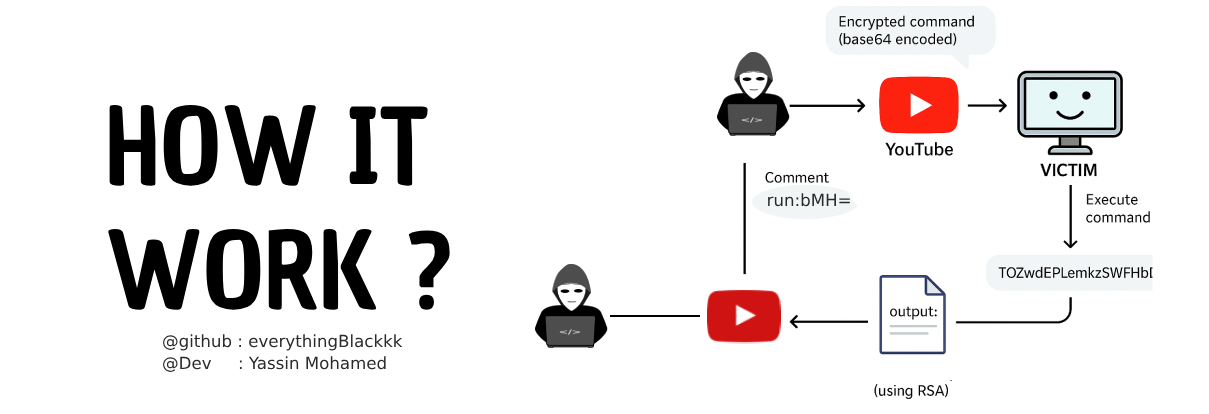 HOW IT
WORK ?
@github : everythingBlackkk
@Dev : Yassin Mohamed
Encrypted command
(base64 encoded)
</>
YouTube
VICTIM
Comment
run:bMH=
Execute
command
TOZwdEPLemkzSWFHbD
</>
output:
(using RSA)